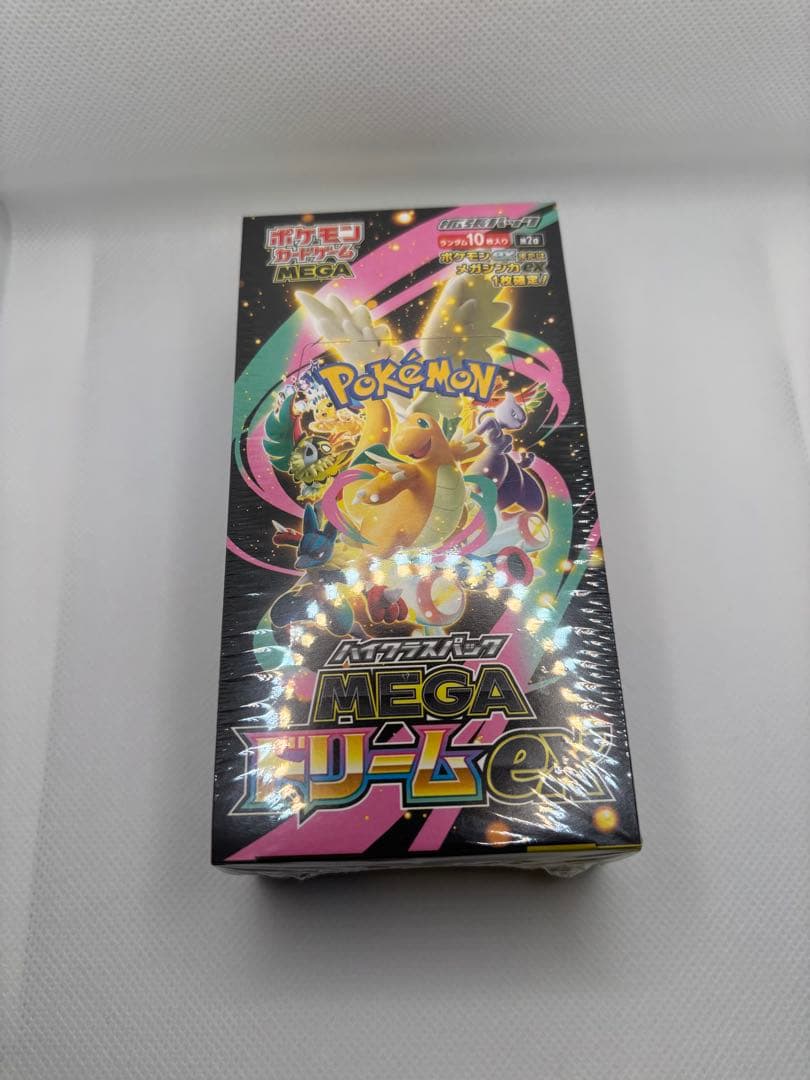 ポケモン
カードゲーム
MEGA
拡張パック
ランダム10枚入り
ポケモンexまたは
メガシンカex
1枚確定!
POKéMON
ハイクラスパック
MEGA
ドリームex